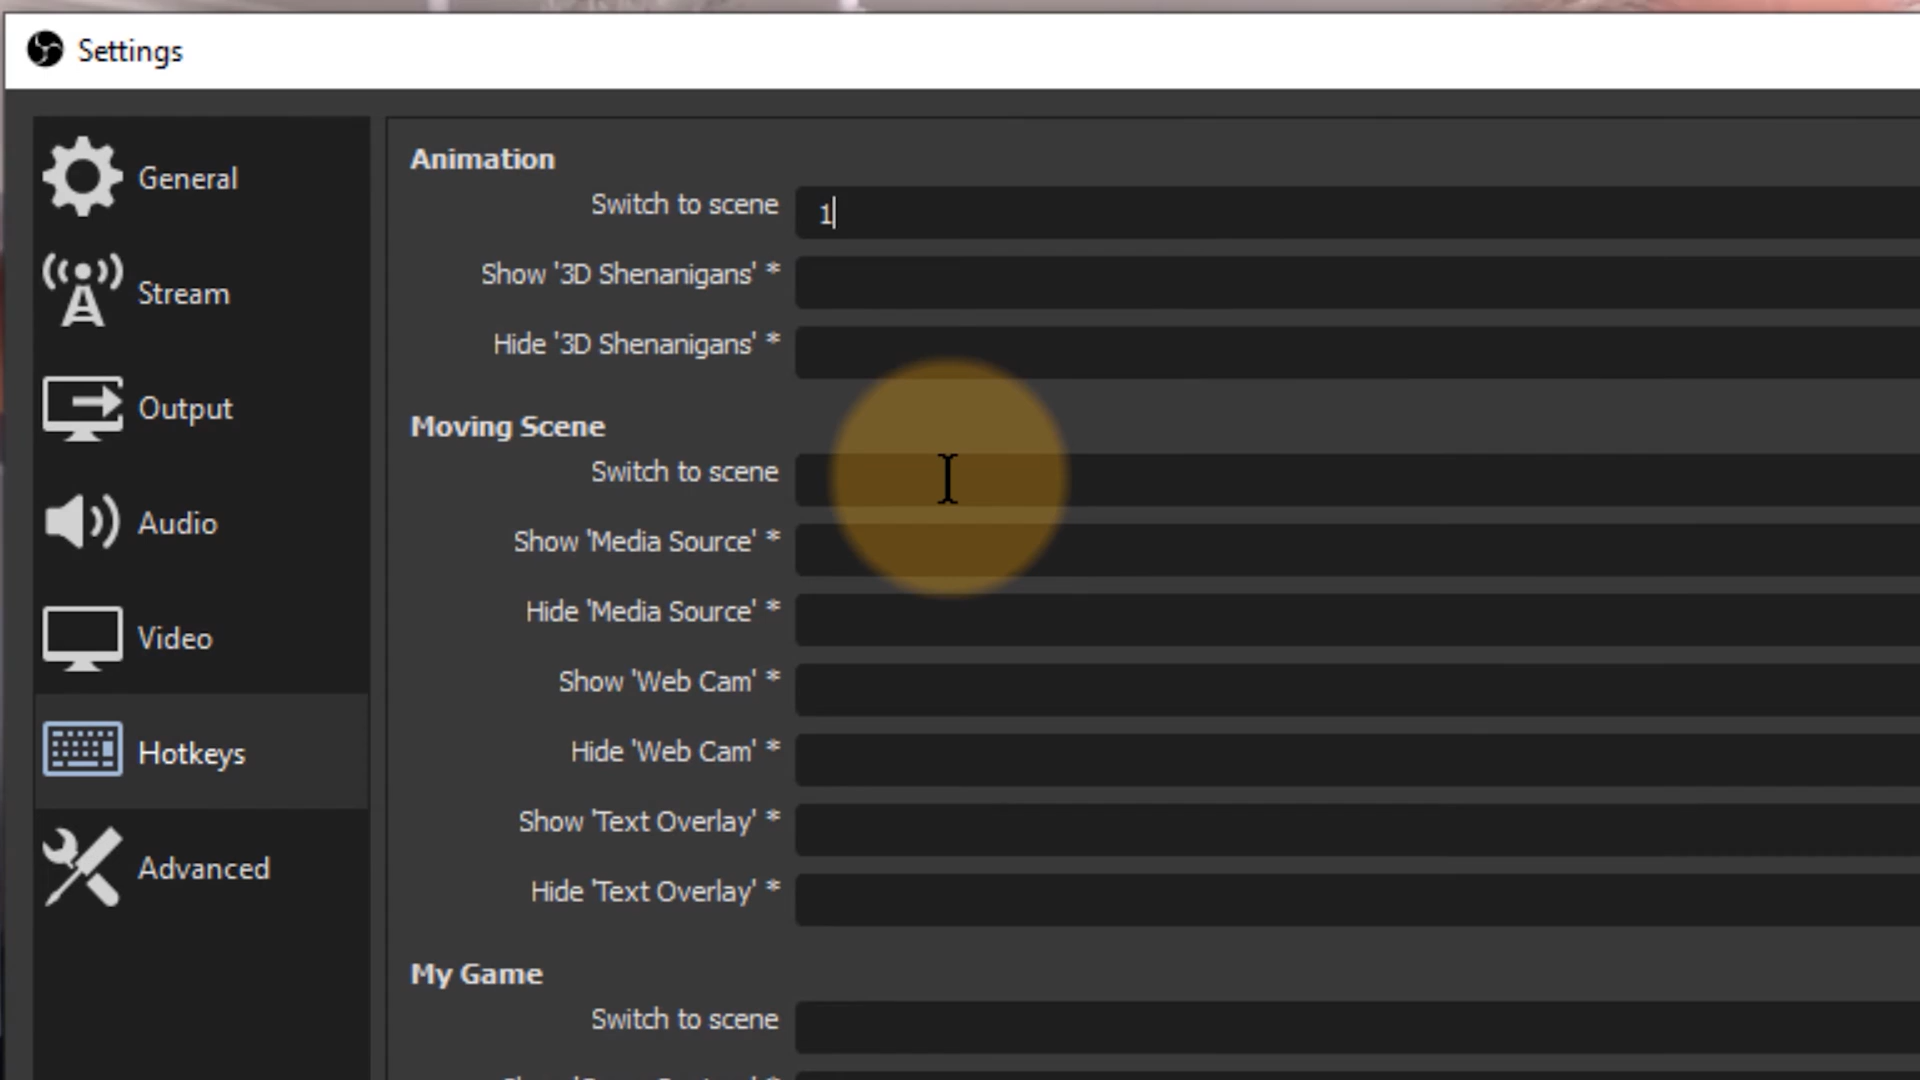 Settings
General
Stream
Output
Audio
Video
Hotkeys
Advanced
Animation
Switch to scene 1
Show '3D Shenanigans' *
Hide '3D Shenanigans' *
Moving Scene
Switch to scene
Show 'Media Source' *
Hide 'Media Source' *
Show 'Web Cam' *
Hide 'Web Cam' *
Show 'Text Overlay' *
Hide 'Text Overlay' *
My Game
Switch to scene